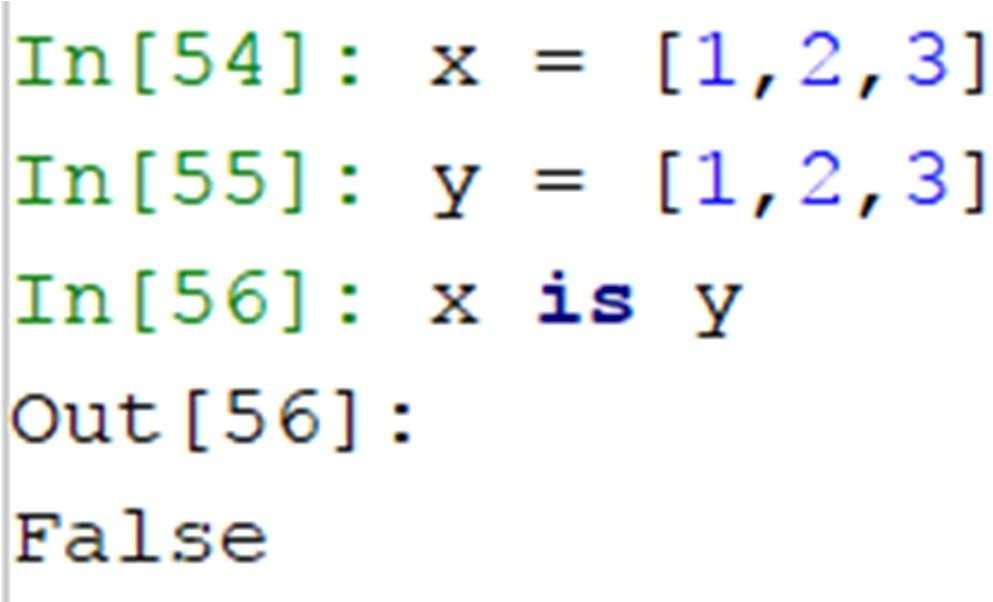 In[54]: x = [1,2,3]
In[55]: y = [1,2,3]
In[56]: x is y
Out[56]:
False